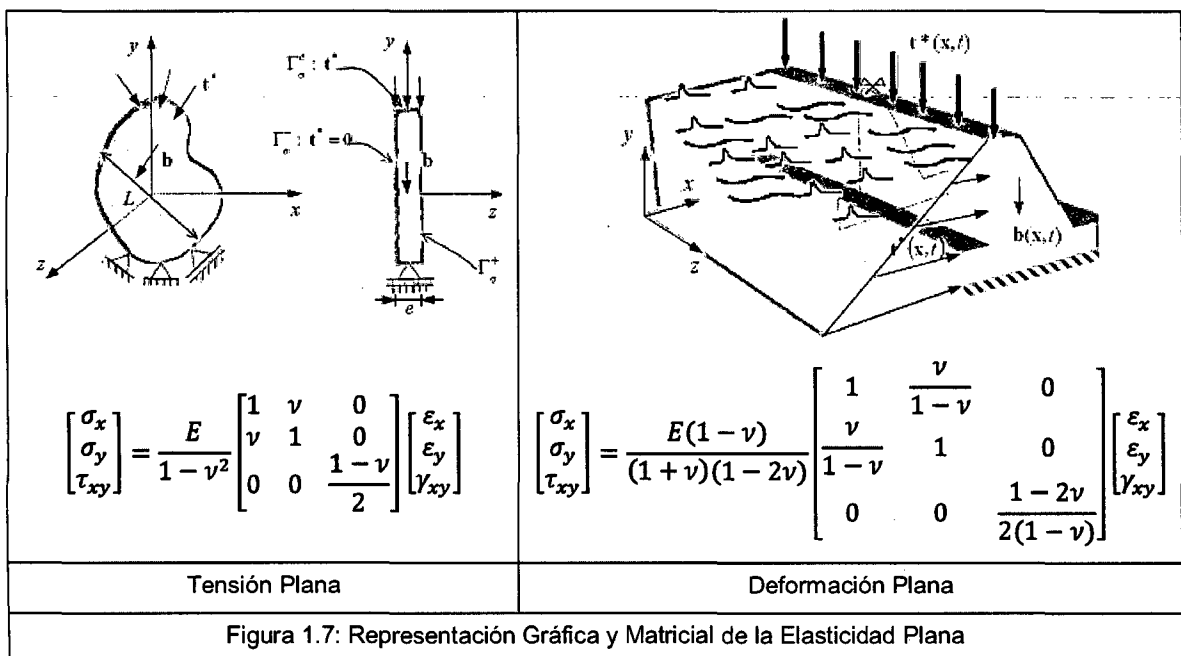 y
t*
b
L
x
z
y
Γσᵉ : t*
Γσ⁻ : t* = 0
b
z
Γσ⁺
e
t*(x,t)
y
x
z
t*(x,t)
b(x,t)
[σx σy τxy] = E/(1 − ν²) [1 ν 0; ν 1 0; 0 0 (1 − ν)/2] [εx εy γxy]
[σx σy τxy] = E(1 − ν)/((1 + ν)(1 − 2ν)) [1 ν/(1 − ν) 0; ν/(1 − ν) 1 0; 0 0 (1 − 2ν)/(2(1 − ν))] [εx εy γxy]
Tensión Plana
Deformación Plana
Figura 1.7: Representación Gráfica y Matricial de la Elasticidad Plana